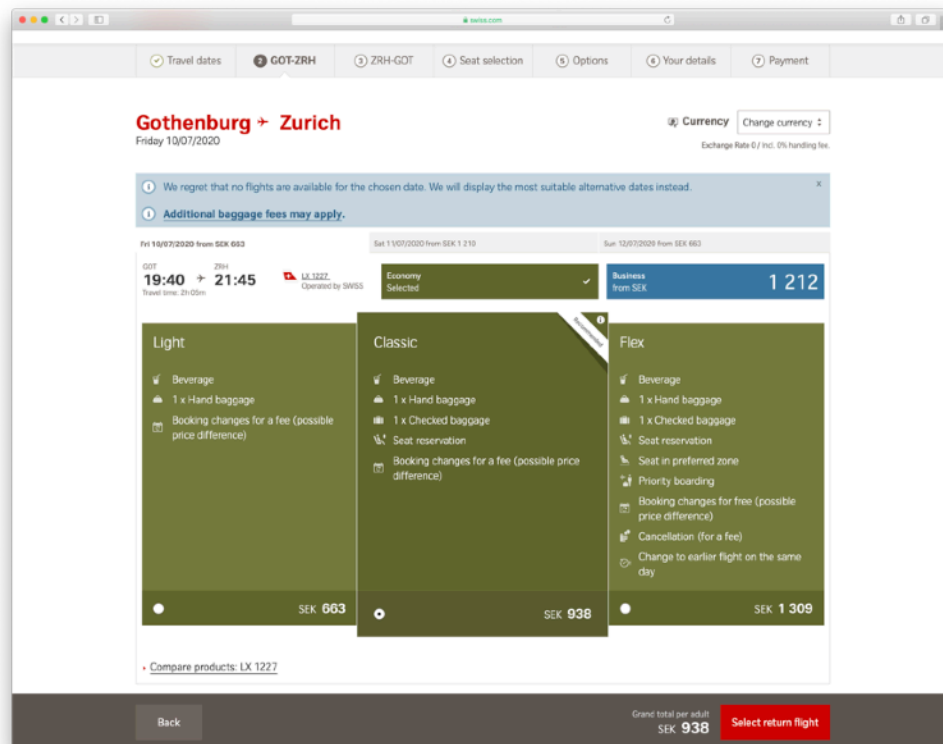 swiss.com
Travel dates
2 GOT-ZRH
3 ZRH-GOT
4 Seat selection
5 Options
6 Your details
7 Payment
Gothenburg Zurich
Friday 10/07/2020
Currency
Change currency
Exchange Rate 0 / Incl. 0% handling fee.
We regret that no flights are available for the chosen date. We will display the most suitable alternative dates instead.
x
Additional baggage fees may apply.
Fri 10/07/2020 from SEK 663
Sat 11/07/2020 from SEK 1 210
Sun 12/07/2020 from SEK 663
GOT ZRH
19:40 21:45
Travel time: 2h 05m
LX 1227
Operated by SWISS
Economy
Selected
Business
from SEK
1 212
Light
Beverage
1 x Hand baggage
Booking changes for a fee (possible
price difference)
SEK 663
Recommended
Classic
Beverage
1 x Hand baggage
1 x Checked baggage
Seat reservation
Booking changes for a fee (possible price
difference)
SEK 938
Flex
Beverage
1 x Hand baggage
1 x Checked baggage
Seat reservation
Seat in preferred zone
Priority boarding
Booking changes for free (possible
price difference)
Cancellation (for a fee)
Change to earlier flight on the same
day
SEK 1 309
Compare products: LX 1227
Back
Grand total per adult
SEK 938
Select return flight